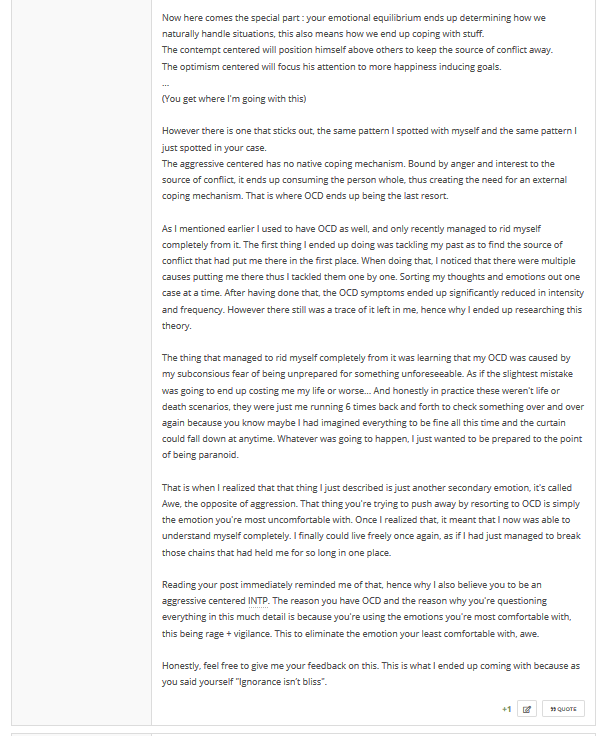 Now here comes the special part : your emotional equilibrium ends up determining how we
naturally handle situations, this also means how we end up coping with stuff.
The contempt centered will position himself above others to keep the source of conflict away.
The optimism centered will focus his attention to more happiness inducing goals.
...
(You get where I'm going with this)
However there is one that sticks out, the same pattern I spotted with myself and the same pattern I
just spotted in your case.
The aggressive centered has no native coping mechanism. Bound by anger and interest to the
source of conflict, it ends up consuming the person whole, thus creating the need for an external
coping mechanism. That is where OCD ends up being the last resort.
As I mentioned earlier I used to have OCD as well, and only recently managed to rid myself
completely from it. The first thing I ended up doing was tackling my past as to find the source of
conflict that had put me there in the first place. When doing that, I noticed that there were multiple
causes putting me there thus I tackled them one by one. Sorting my thoughts and emotions out one
case at a time. After having done that, the OCD symptoms ended up significantly reduced in intensity
and frequency. However there still was a trace of it left in me, hence why I ended up researching this
theory.
The thing that managed to rid myself completely from it was learning that my OCD was caused by
my subconsious fear of being unprepared for something unforeseeable. As if the slightest mistake
was going to end up costing me my life or worse... And honestly in practice these weren't life or
death scenarios, they were just me running 6 times back and forth to check something over and over
again because you know maybe I had imagined everything to be fine all this time and the curtain
could fall down at anytime. Whatever was going to happen, I just wanted to be prepared to the point
of being paranoid.
That is when I realized that that thing I just described is just another secondary emotion, it's called
Awe, the opposite of aggression. That thing you're trying to push away by resorting to OCD is simply
the emotion you're most uncomfortable with. Once I realized that, it meant that I now was able to
understand myself completely. I finally could live freely once again, as if I had just managed to break
those chains that had held me for so long in one place.
Reading your post immediately reminded me of that, hence why I also believe you to be an
aggressive centered INTP. The reason you have OCD and the reason why you're questioning
everything in this much detail is because you're using the emotions you're most comfortable with,
this being rage + vigilance. This to eliminate the emotion your least comfortable with, awe.
Honestly, feel free to give me your feedback on this. This is what I ended up coming with because as
you said yourself "Ignorance isn't bliss".
+1 QUOTE